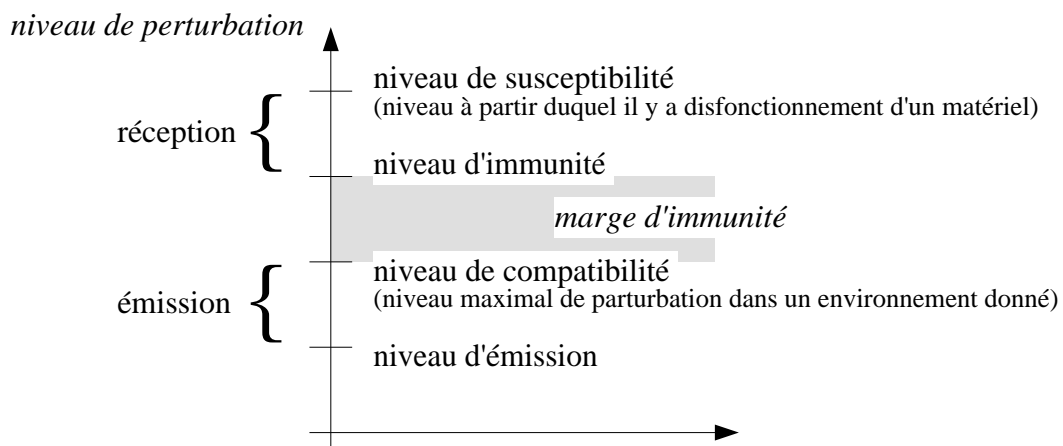 niveau de perturbation
niveau de susceptibilité
(niveau à partir duquel il y a disfonctionnement d'un matériel)
réception
niveau d'immunité
marge d'immunité
niveau de compatibilité
(niveau maximal de parturbation dans un environnement donné)
émission
niveau d'émission